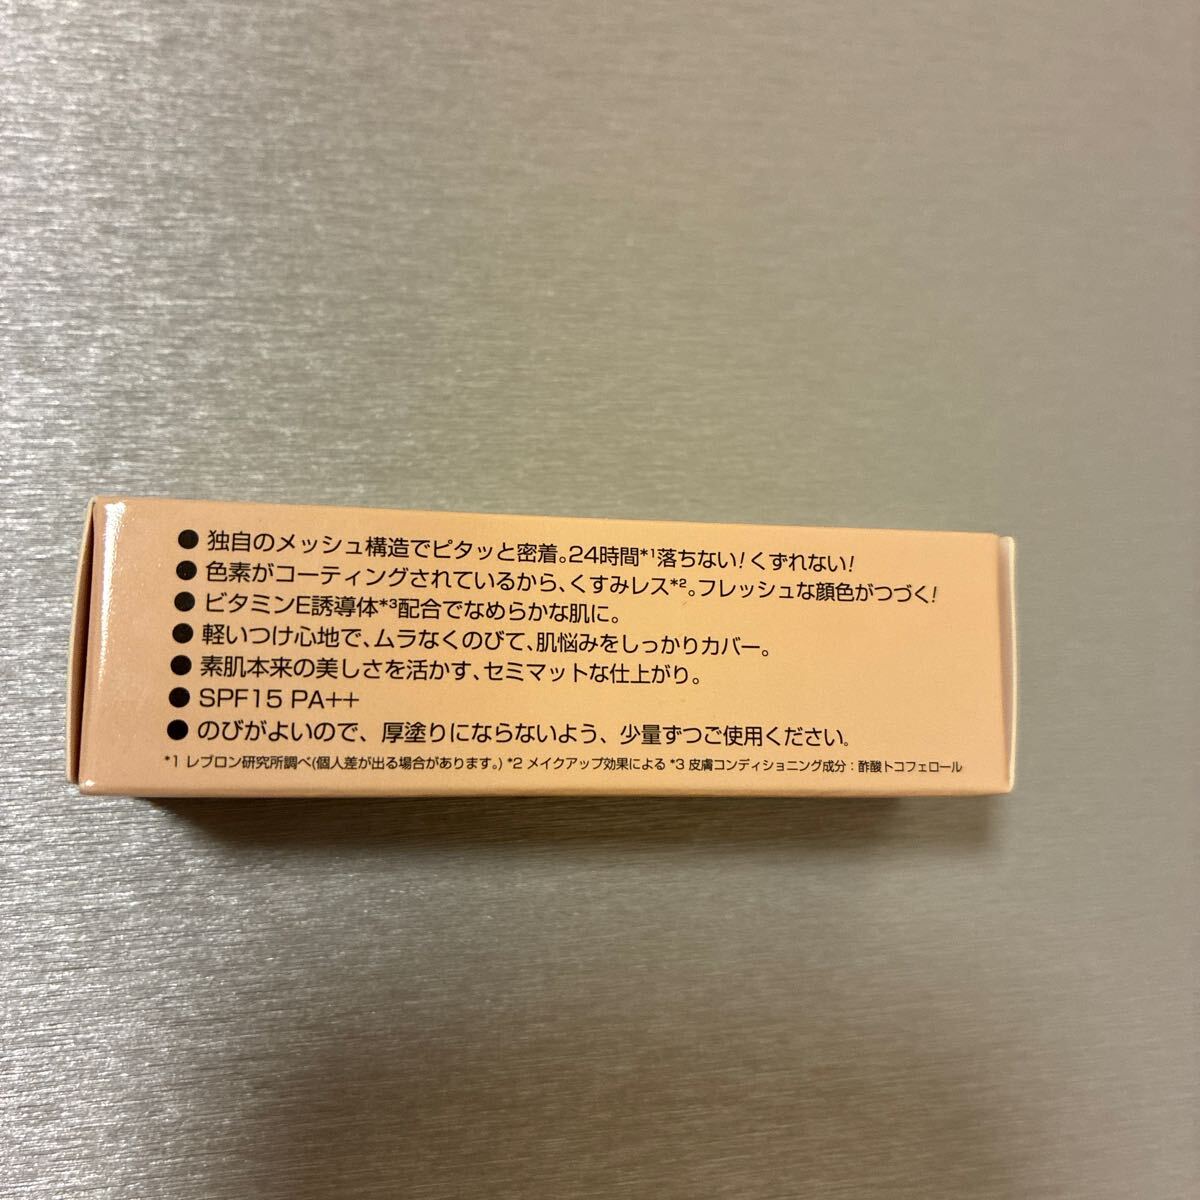 ● 独自のメッシュ構造でピタッと密着。24時間*1落ちない!くずれない!
● 色素がコーティングされているから、くすみレス*2。フレッシュな顔色がつづく!
● ビタミンE誘導体*3配合でなめらかな肌に。
● 軽いつけ心地で、ムラなくのびて、肌悩みをしっかりカバー。
● 素肌本来の美しさを活かす、セミマットな仕上がり。
● SPF15 PA++
● のびがよいので、厚塗りにならないよう、少量ずつご使用ください。
*1 レブロン研究所調べ(個人差が出る場合があります。) *2 メイクアップ効果による *3 皮膚コンディショニング成分：酢酸トコフェロール